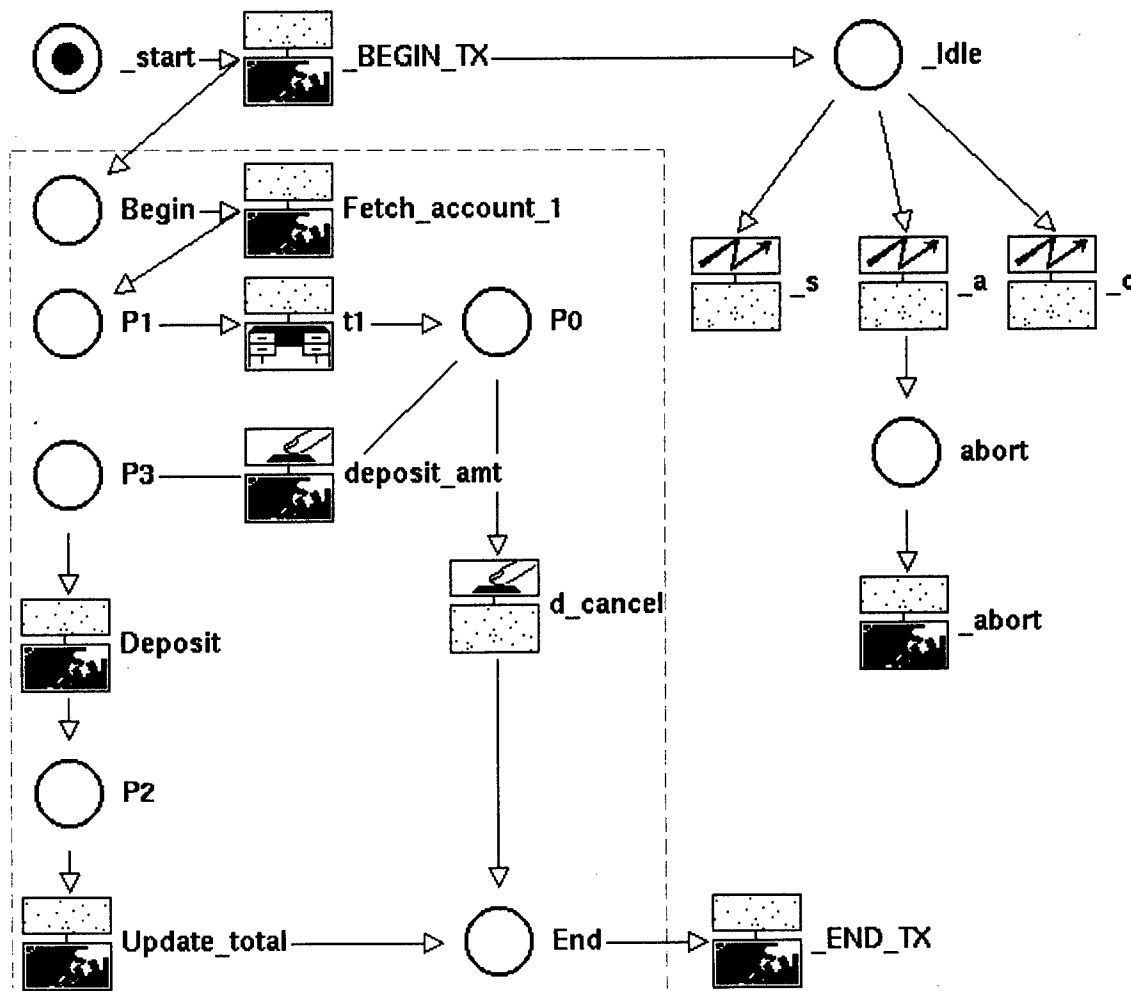 _start
_BEGIN_TX
_Idle
Begin
Fetch_account_1
_s
_a
_c
P1
t1
P0
P3
deposit_amt
abort
d_cancel
Deposit
_abort
P2
Update_total
End
_END_TX